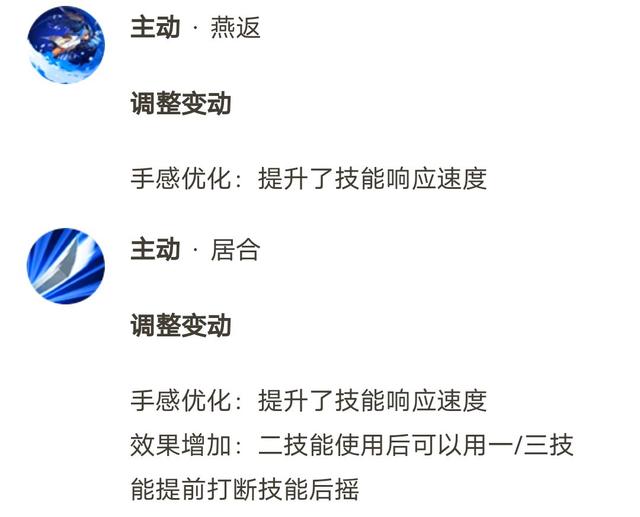 主动 · 燕返
调整变动
手感优化：提升了技能响应速度
主动 · 居合
调整变动
手感优化：提升了技能响应速度
效果增加：二技能使用后可以用一/三技
能提前打断技能后摇